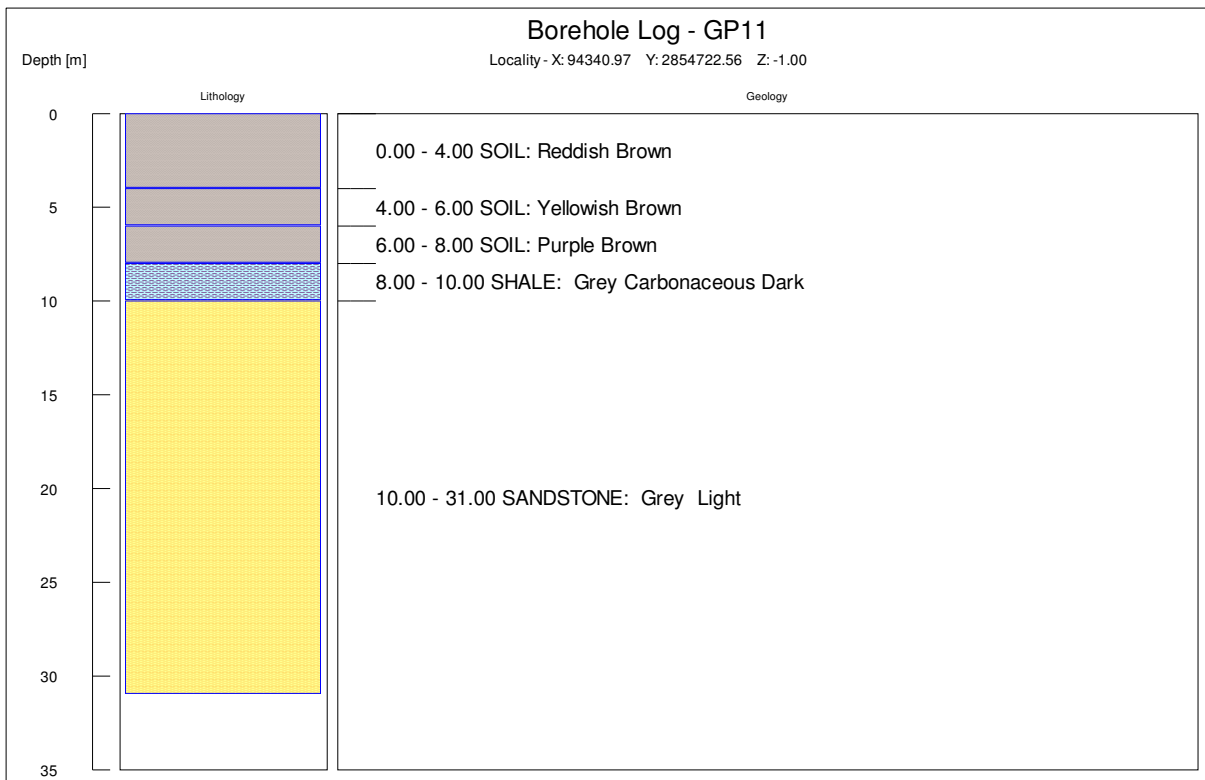 Borehole Log - GP11
Depth [m]
Locality - X: 94340.97 Y: 2854722.56 Z: -1.00
Lithology
Geology
0
0.00 - 4.00 SOIL: Reddish Brown
5
4.00 - 6.00 SOIL: Yellowish Brown
6.00 - 8.00 SOIL: Purple Brown
8.00 - 10.00 SHALE: Grey Carbonaceous Dark
10
15
20
10.00 - 31.00 SANDSTONE: Grey Light
25
30
35